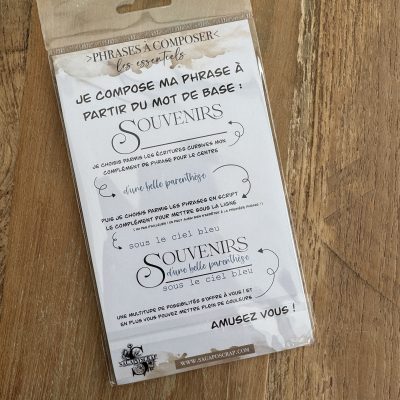 >PHRASES À COMPOSER<
les essentiels
JE COMPOSE MA PHRASE À
PARTIR DU MOT DE BASE :
SOUVENIRS
JE CHOISIS PARMIS LES ÉCRITURES CURSIVES MON
COMPLÉMENT DE PHRASE POUR LE CENTRE
d'une belle parenthèse
PUIS JE CHOISIS PARMIS LES PHRASES EN SCRIPT
LE COMPLÉMENT POUR METTRE SOUS LA LIGNE
sous le ciel bleu
SOUVENIRS
d'une belle parenthèse
sous le ciel bleu
UNE MULTITUDE DE POSSIBILITÉS S'OFFRE À VOUS ! ET
EN PLUS VOUS POUVEZ METTRE PLEIN DE COULEURS
AMUSEZ VOUS !
WWW.SAGAPOSCRAP.COM